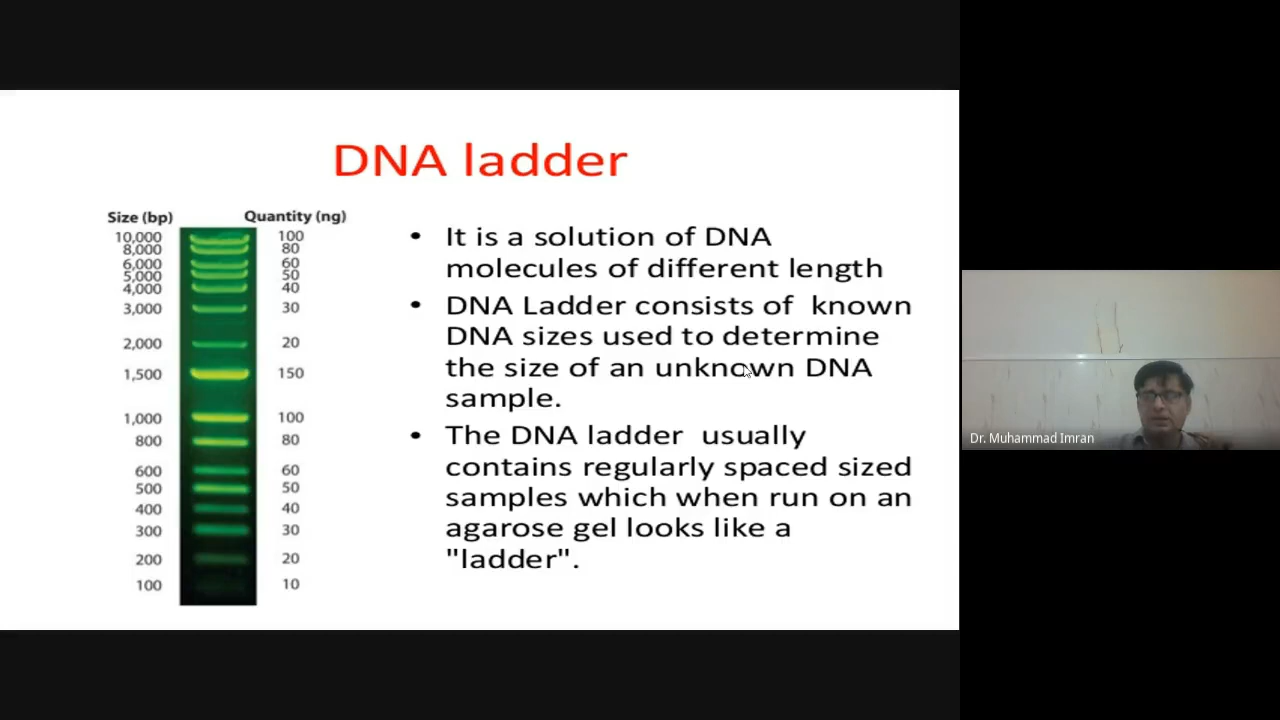 DNA ladder
Size (bp) Quantity (ng)
10,000 100
8,000 80
6,000 60
5,000 50
4,000 40
3,000 30
2,000 20
1,500 150
1,000 100
800 80
600 60
500 50
400 40
300 30
200 20
100 10
• It is a solution of DNA
molecules of different length
• DNA Ladder consists of known
DNA sizes used to determine
the size of an unknown DNA
sample.
• The DNA ladder usually
contains regularly spaced sized
samples which when run on an
agarose gel looks like a
"ladder".
Dr. Muhammad Imran